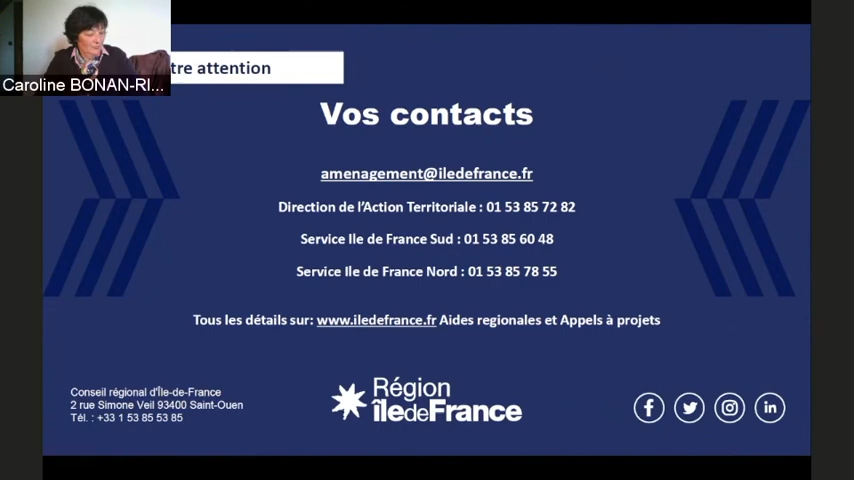 tre attention
Caroline BONAN-RI...
Vos contacts
amenagement@iledefrance.fr
Direction de l'Action Territoriale : 01 53 85 72 82
Service Ile de France Sud : 01 53 85 60 48
Service Ile de France Nord : 01 53 85 78 55
Tous les détails sur: www.iledefrance.fr Aides regionales et Appels à projets
Conseil régional d'Île-de-France
2 rue Simone Veil 93400 Saint-Ouen
Tél. : +33 1 53 85 53 85
Région
îledeFrance